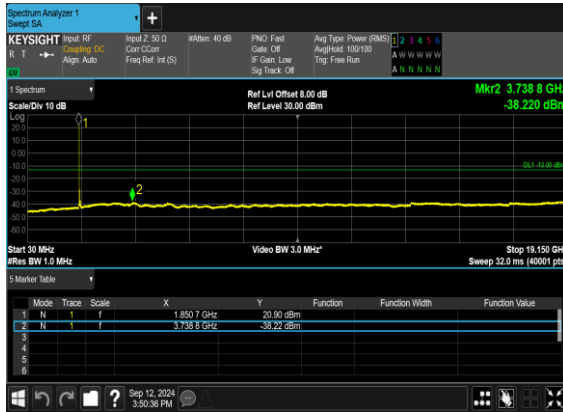 Spectrum Analyzer 1
Swept SA
+
KEYSIGHT Input: RF Input Z: 50 Ω #Atten: 40 dB PNO: Fast Avg Type: Power (RMS) 1 2 3 4 5 6
R T Coupling: DC Corr CCorr Gate: Off Avg|Hold: 100/100 A W W W W W
Align: Auto Freq Ref: Int (S) IF Gain: Low Trig: Free Run
LXI Sig Track: Off A N N N N N
1 Spectrum Ref Lvl Offset 8.00 dB Mkr2 3.738 8 GHz
Scale/Div 10 dB Ref Level 30.00 dBm -38.220 dBm
Log
20.0
10.0
0.00
-10.0
-20.0
-30.0
-40.0
-50.0
-60.0
1
DL1 -13.00 dBm
2
Start 30 MHz Video BW 3.0 MHz* Stop 19.150 GHz
#Res BW 1.0 MHz Sweep 32.0 ms (40001 pts)
5 Marker Table
Mode Trace Scale X Y Function Function Width Function Value
1 N 1 f 1.850 7 GHz 20.90 dBm
2 N 1 f 3.738 8 GHz -38.22 dBm
3
4
5
6
? Sep 12, 2024
3:50:36 PM